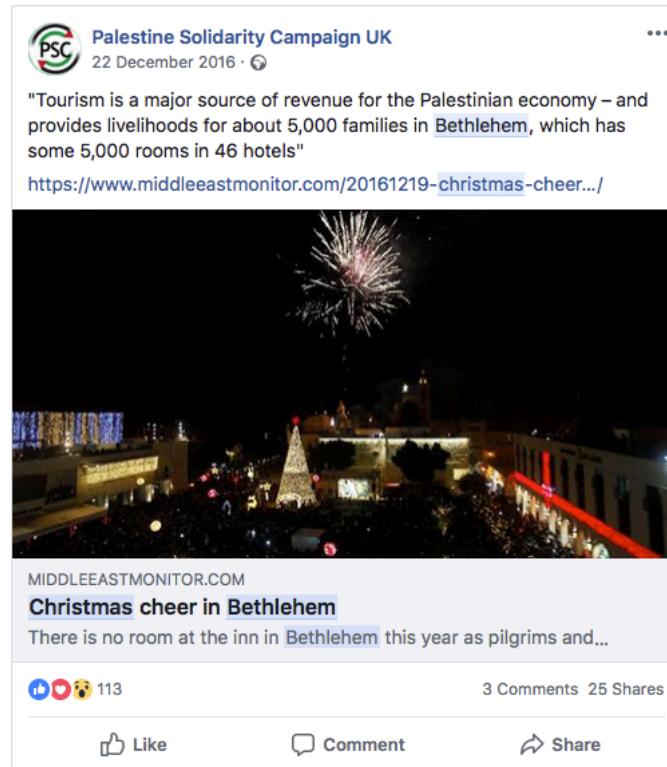 PSC
Palestine Solidarity Campaign UK
22 December 2016 ·
"Tourism is a major source of revenue for the Palestinian economy – and
provides livelihoods for about 5,000 families in Bethlehem, which has
some 5,000 rooms in 46 hotels"
https://www.middleeastmonitor.com/20161219-christmas-cheer.../
MIDDLEEASTMONITOR.COM
Christmas cheer in Bethlehem
There is no room at the inn in Bethlehem this year as pilgrims and...
113
3 Comments 25 Shares
Like Comment Share